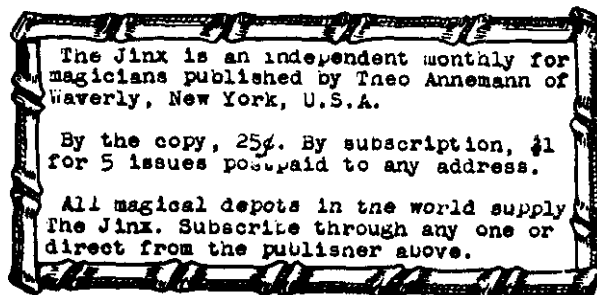 The Jinx is an independent monthly for
magicians published by Theo Annemann of
Waverly, New York, U.S.A.
By the copy, 25¢. By subscription, $1
for 5 issues postpaid to any address.
All magical depots in the world supply
The Jinx. Subscribe through any one or
direct from the publisher above.